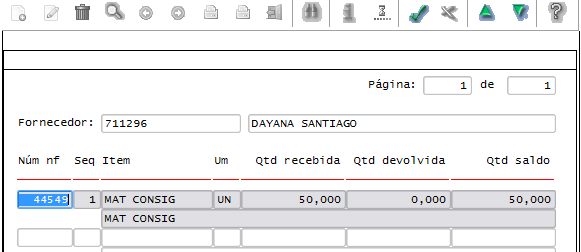 Página: 1 de 1
Fornecedor: 711296 DAYANA SANTIAGO
Núm nf Seq Item Um Qtd recebida Qtd devolvida Qtd saldo
44549 1 MAT CONSIG UN 50,000 0,000 50,000
MAT CONSIG